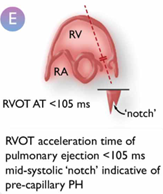 E
RV
RA
RVOT AT <105 ms
‘notch’
RVOT acceleration time of
pulmonary ejection <105 ms
mid-systolic ‘notch’ indicative of
pre-capillary PH